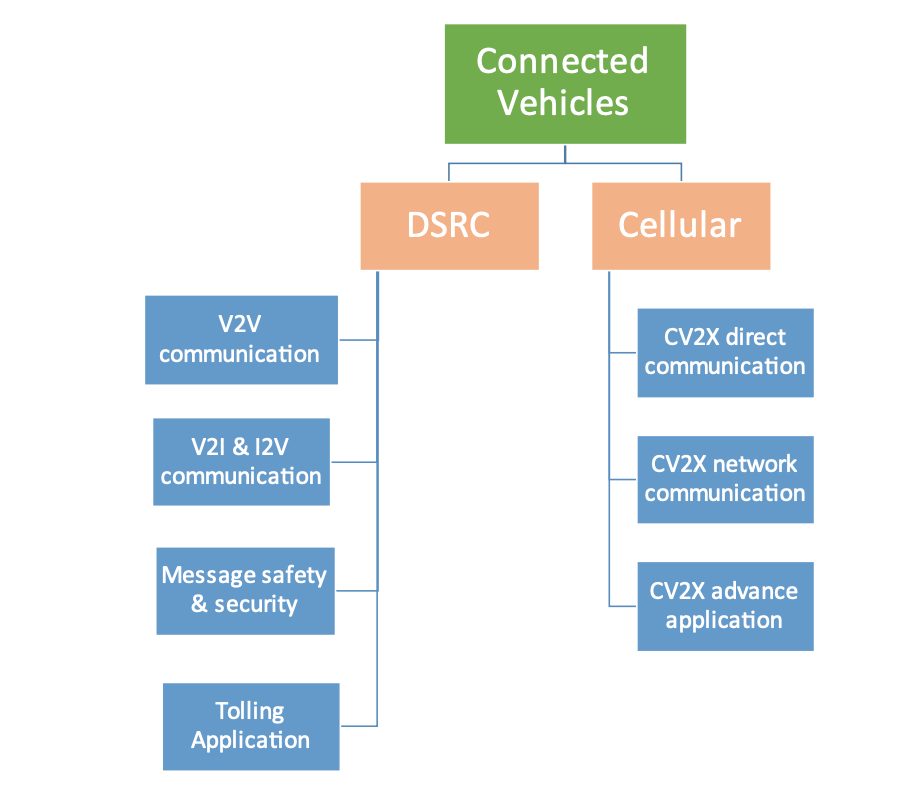 Connected
Vehicles
DSRC
Cellular
V2V
communication
V2I & I2V
communication
Message safety
& security
Tolling
Application
CV2X direct
communication
CV2X network
communication
CV2X advance
application